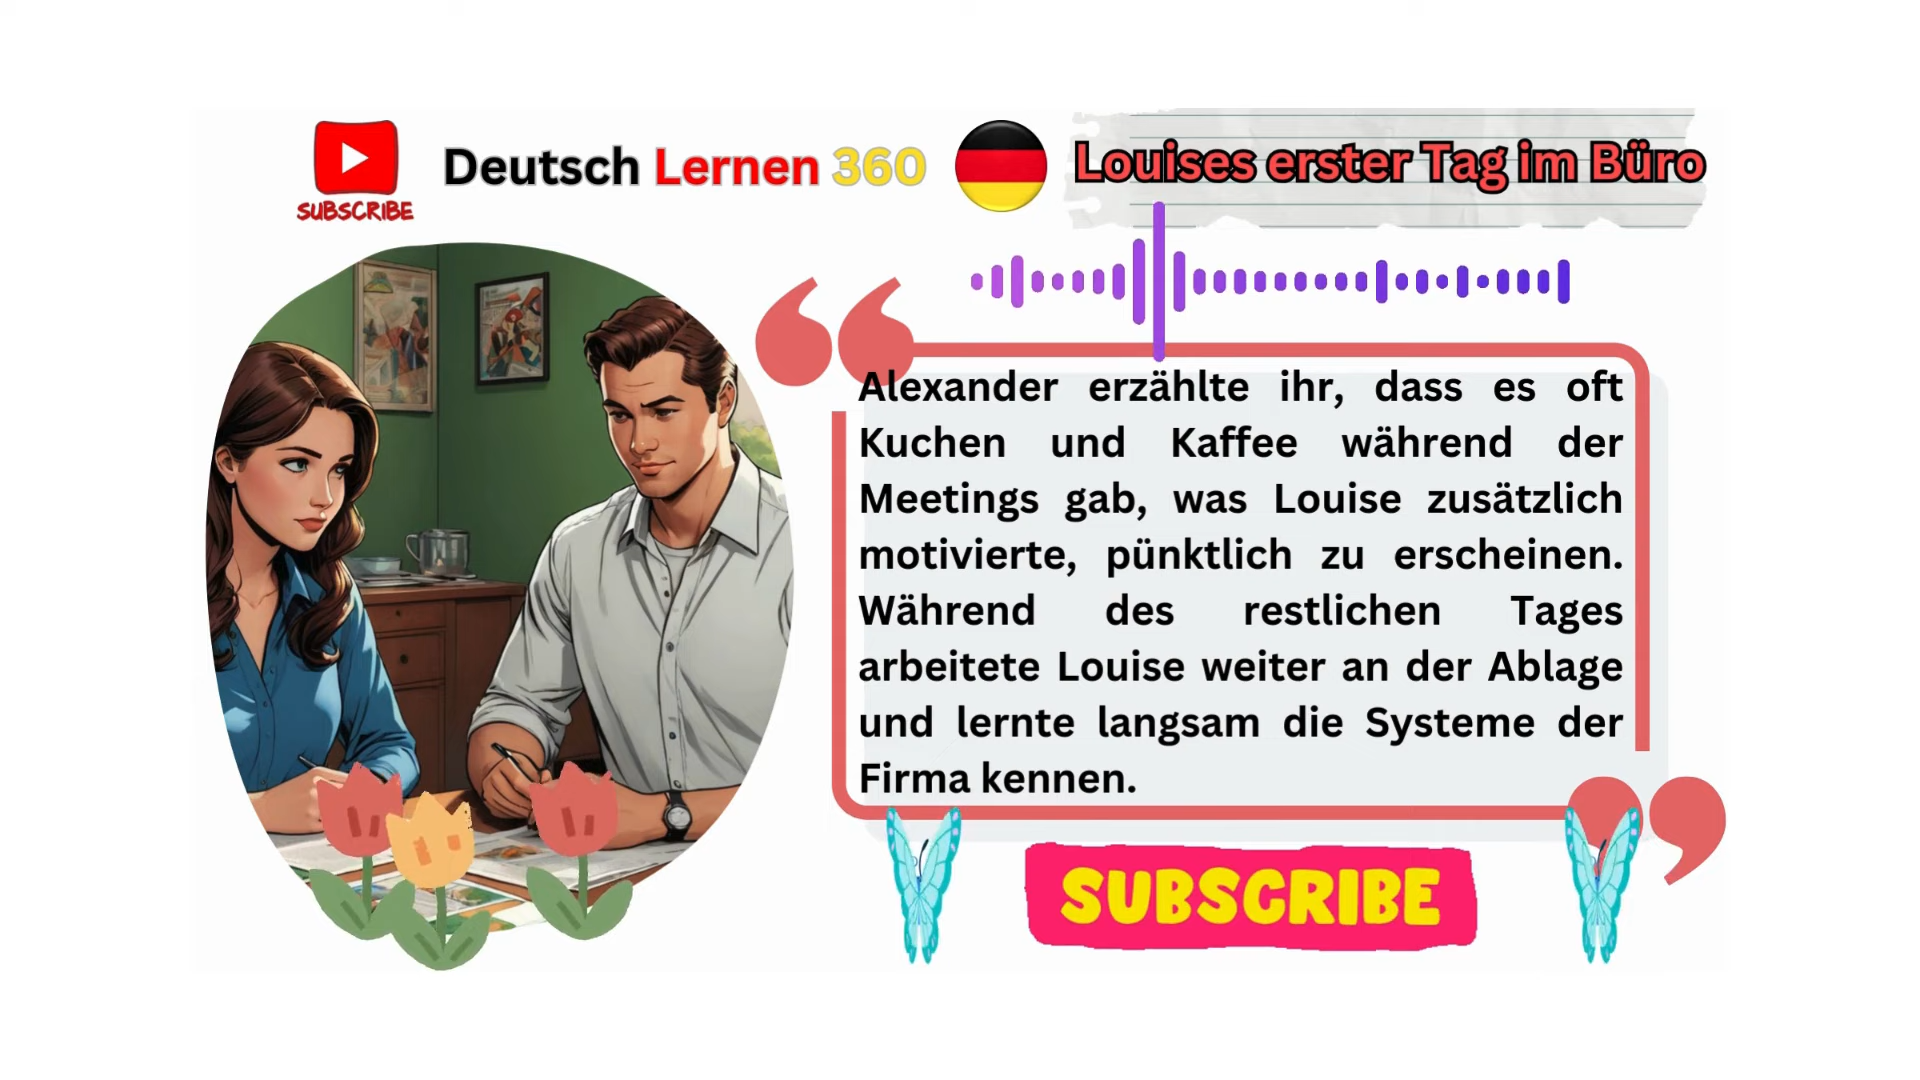 Deutsch Lernen 360
Louises erster Tag im Büro
SUBSCRIBE
Alexander erzählte ihr, dass es oft
Kuchen und Kaffee während der
Meetings gab, was Louise zusätzlich
motivierte, pünktlich zu erscheinen.
Während des restlichen Tages
arbeitete Louise weiter an der Ablage
und lernte langsam die Systeme der
Firma kennen.
SUBSCRIBE